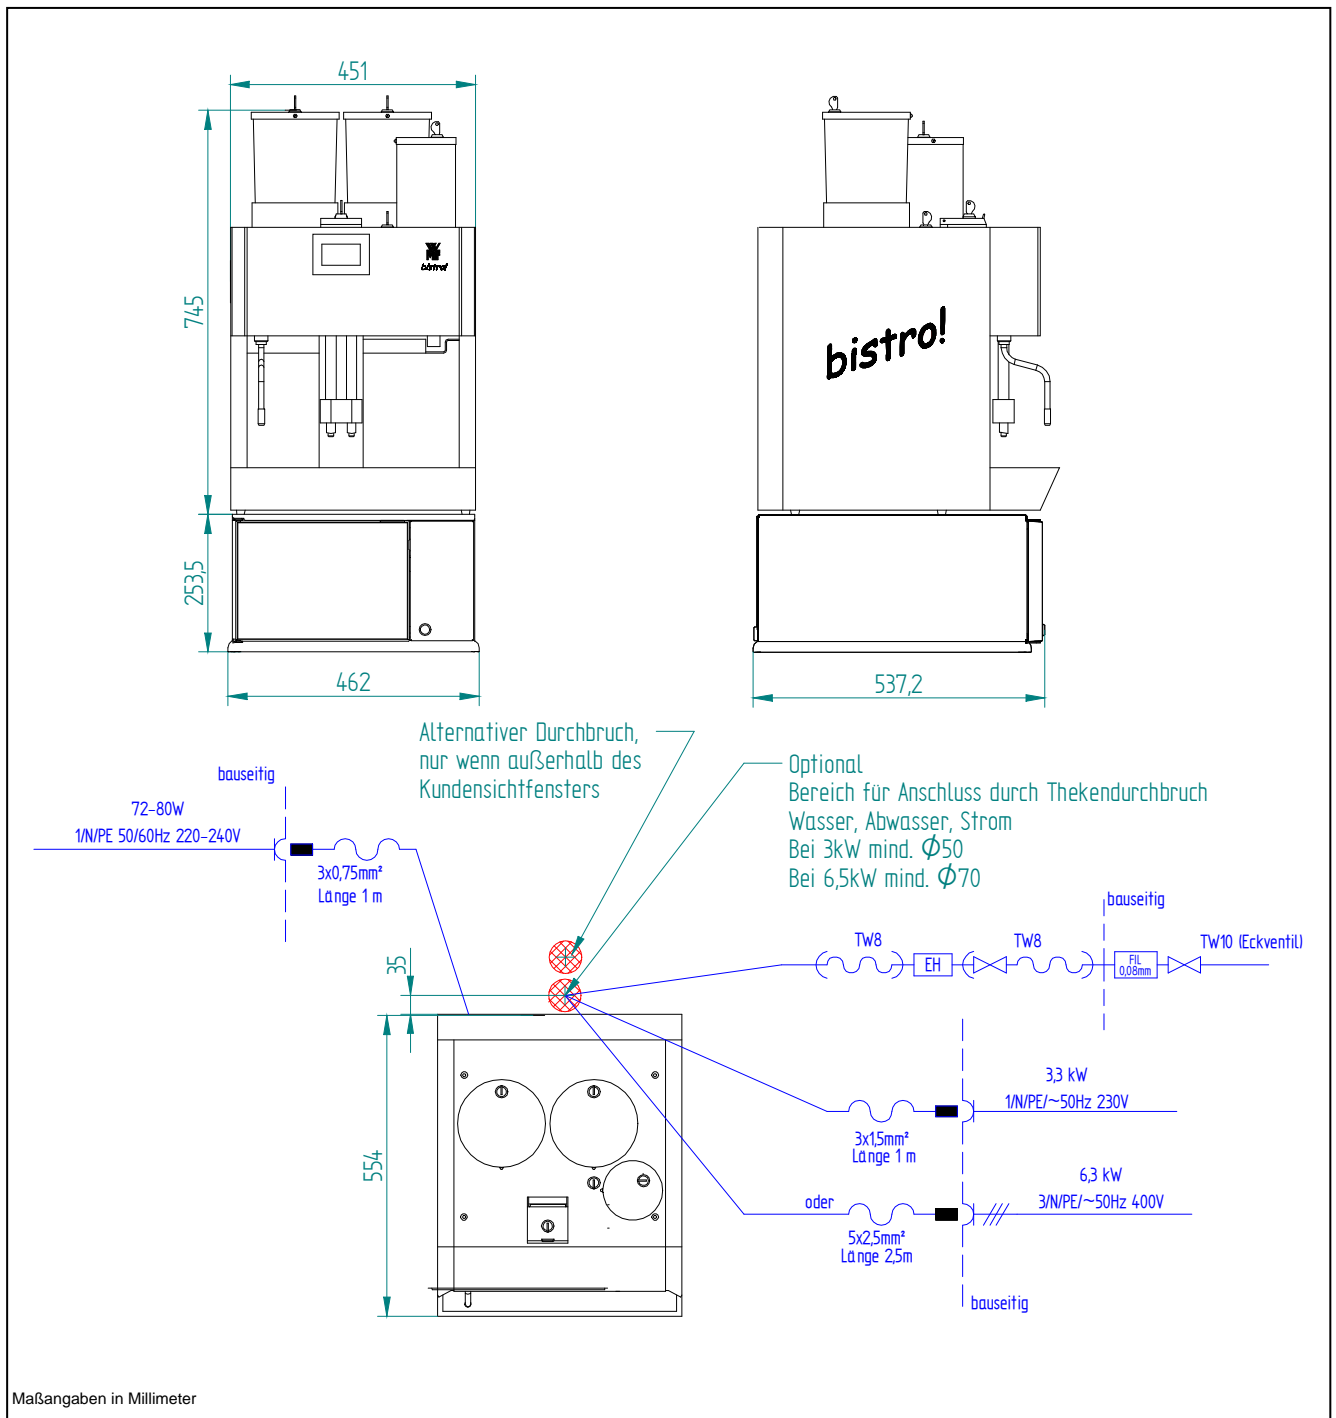 451
745
WMF
bistro!
bistro!
253,5
462
537,2
Alternativer Durchbruch,
nur wenn außerhalb des
Kundensichtfensters
Optional
Bereich für Anschluss durch Thekendurchbruch
Wasser, Abwasser, Strom
Bei 3kW mind. Φ50
Bei 6,5kW mind. Φ70
bauseitig
72-80W
1/N/PE 50/60Hz 220-240V
3x0,75mm²
Länge 1 m
bauseitig
TW8
EH
TW8
FIL
0,08mm
TW10 (Eckventil)
35
554
3,3 kW
1/N/PE/~50Hz 230V
3x1,5mm²
Länge 1 m
6,3 kW
3/N/PE/~50Hz 400V
oder
5x2,5mm²
Länge 2,5m
bauseitig
Maßangaben in Millimeter